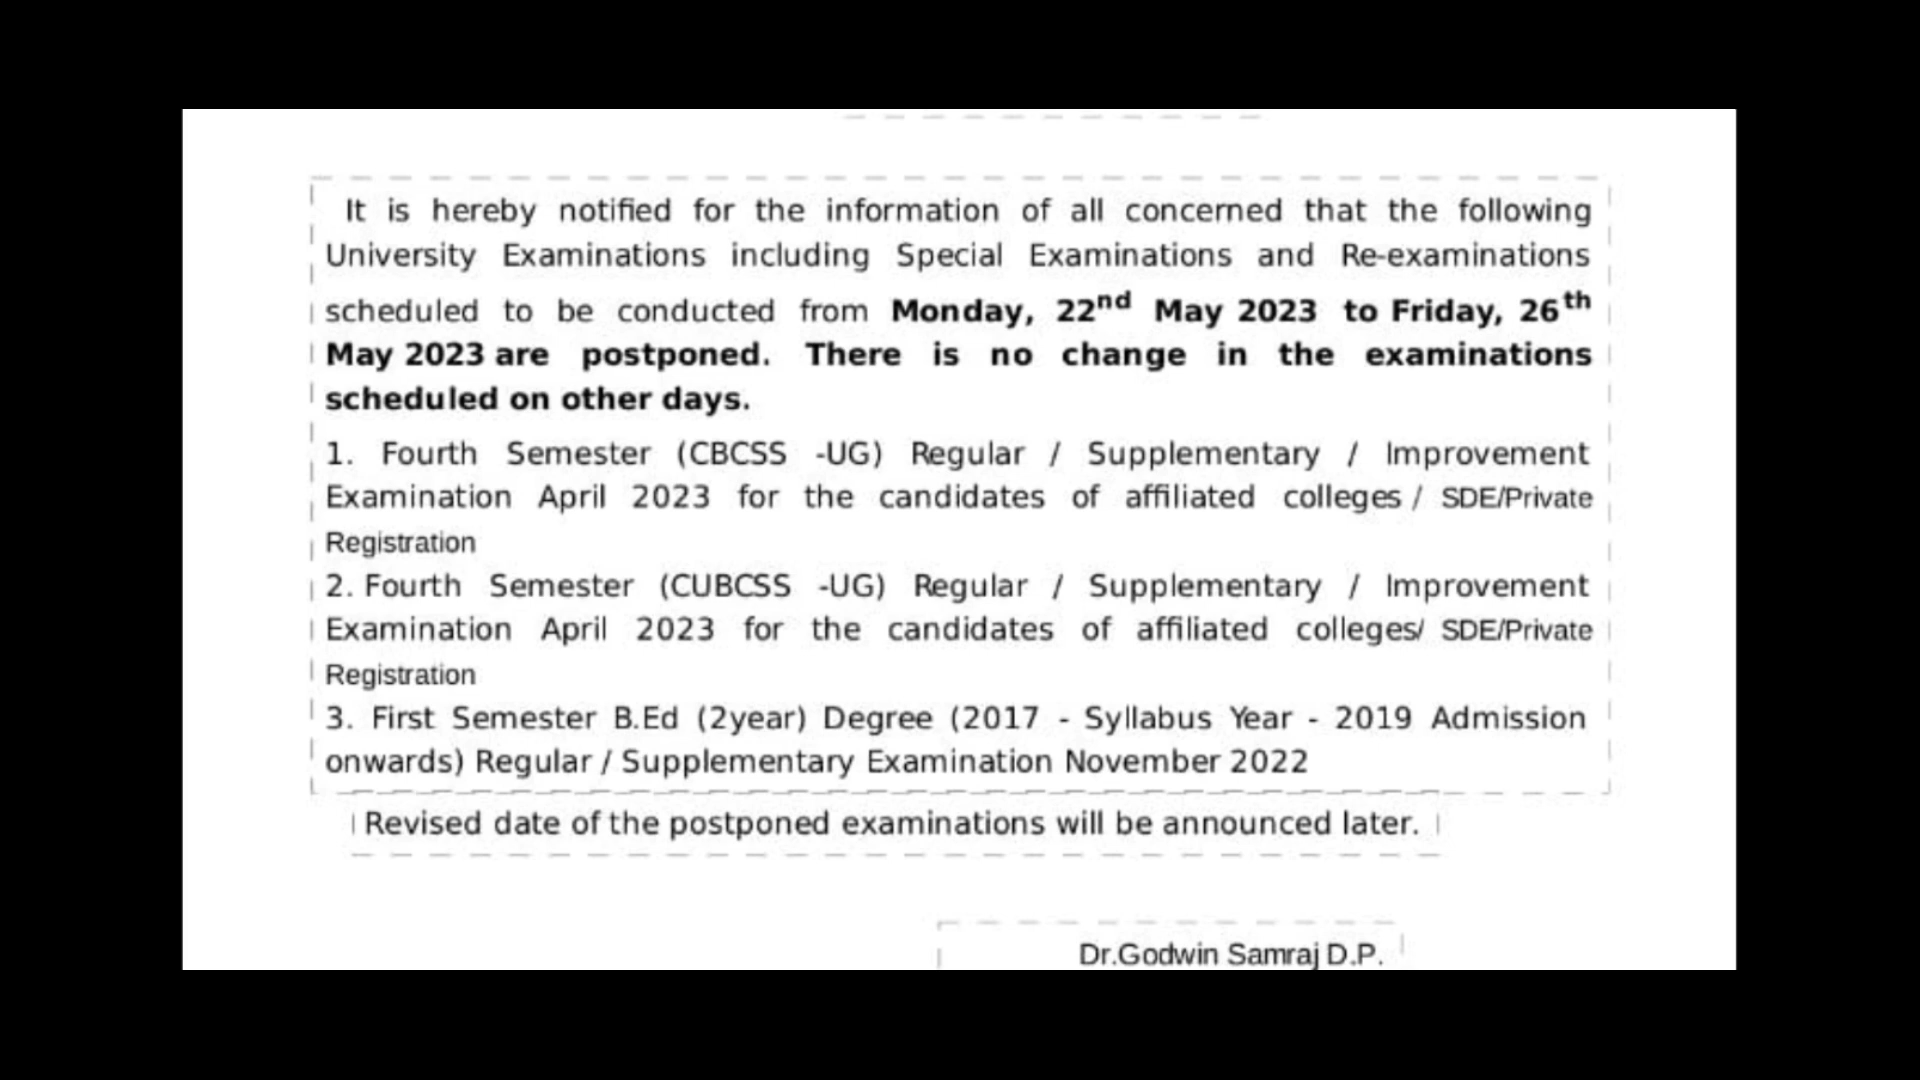 It is hereby notified for the information of all concerned that the following
University Examinations including Special Examinations and Re-examinations
scheduled to be conducted from Monday, 22nd May 2023 to Friday, 26th
May 2023 are postponed. There is no change in the examinations
scheduled on other days.
1. Fourth Semester (CBCSS -UG) Regular / Supplementary / Improvement
Examination April 2023 for the candidates of affiliated colleges / SDE/Private
Registration
2. Fourth Semester (CUBCSS -UG) Regular / Supplementary / Improvement
Examination April 2023 for the candidates of affiliated colleges/ SDE/Private
Registration
3. First Semester B.Ed (2year) Degree (2017 - Syllabus Year - 2019 Admission
onwards) Regular / Supplementary Examination November 2022
Revised date of the postponed examinations will be announced later.
Dr.Godwin Samraj D.P.